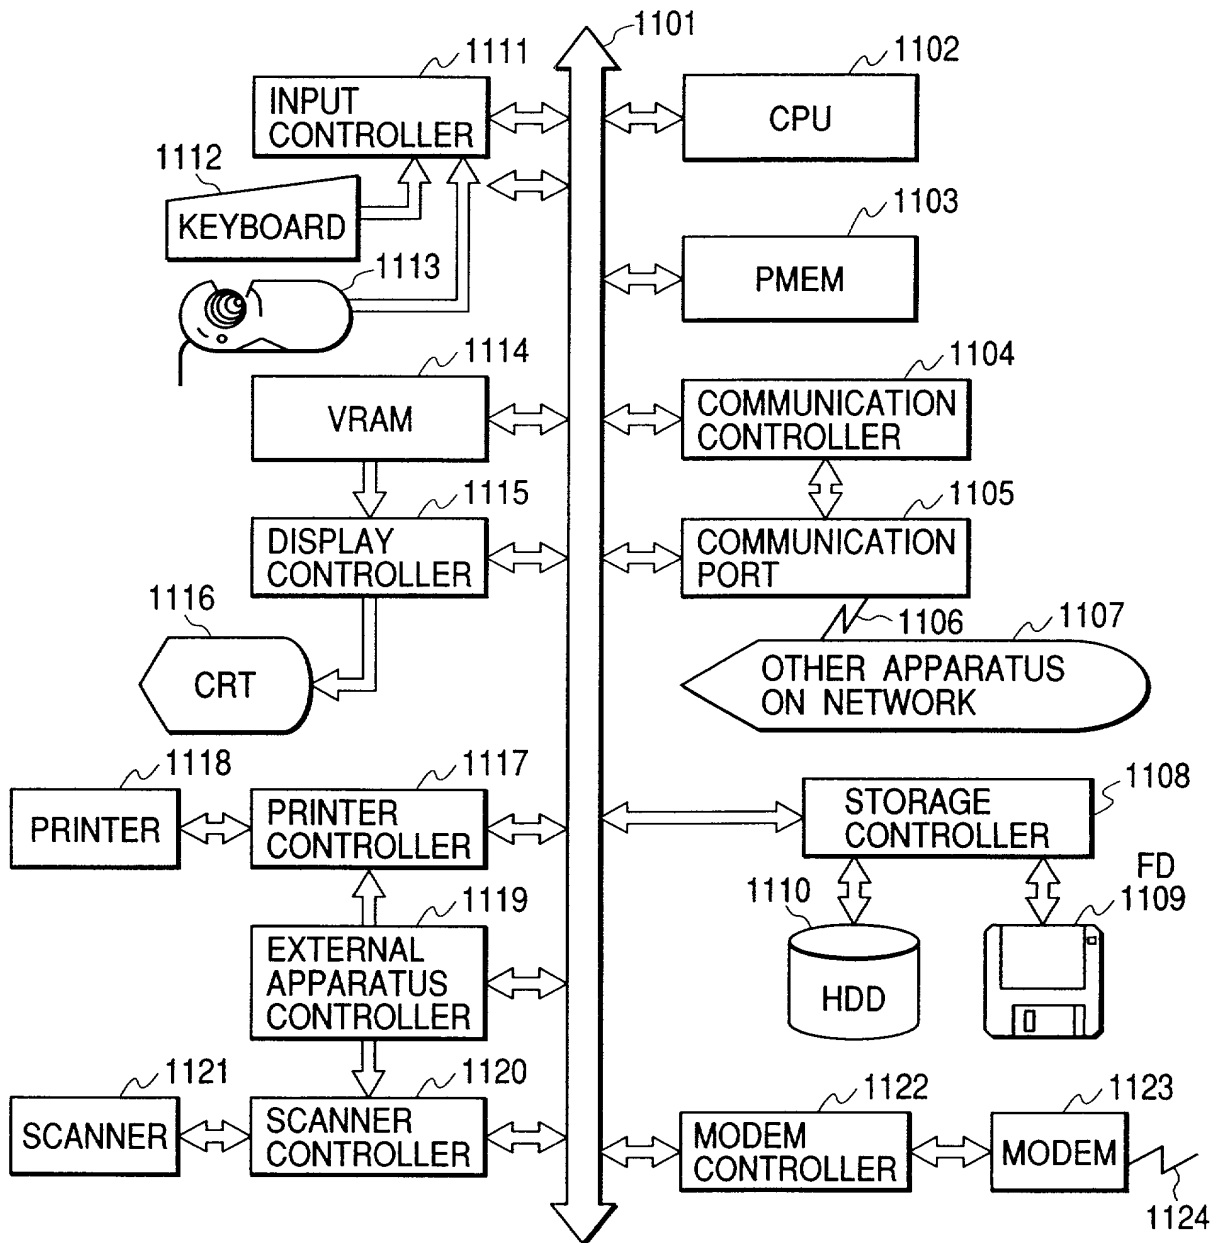 1101
1111
INPUT
CONTROLLER
1102
CPU
1112
KEYBOARD
1103
PMEM
1113
1114
VRAM
1104
COMMUNICATION
CONTROLLER
1115
DISPLAY
CONTROLLER
1105
COMMUNICATION
PORT
1116
CRT
1106
1107
OTHER APPARATUS
ON NETWORK
1118
PRINTER
1117
PRINTER
CONTROLLER
1108
STORAGE
CONTROLLER
1119
EXTERNAL
APPARATUS
CONTROLLER
1110
HDD
FD
1109
1121
SCANNER
1120
SCANNER
CONTROLLER
1122
MODEM
CONTROLLER
1123
MODEM
1124